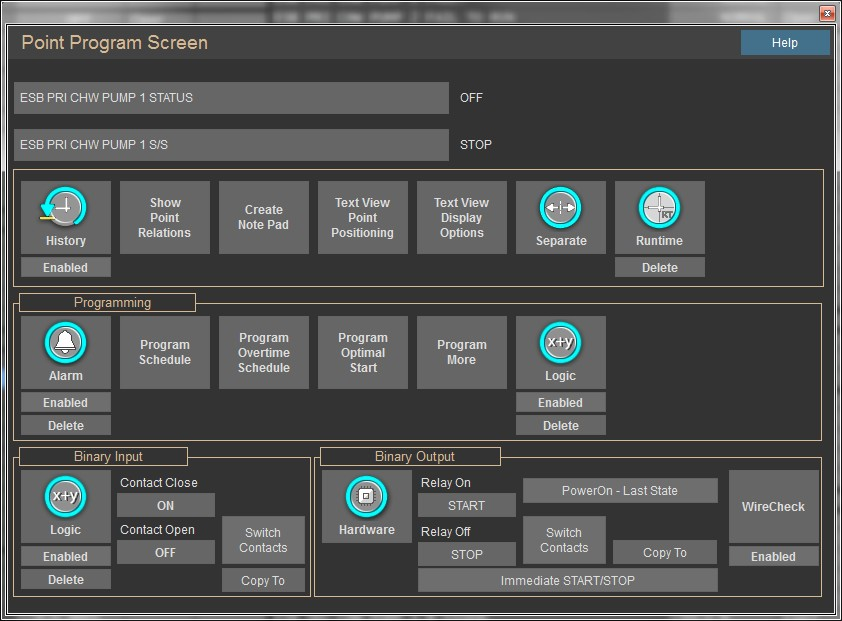 Point Program Screen
Help
ESB PRI CHW PUMP 1 STATUS
OFF
ESB PRI CHW PUMP 1 S/S
STOP
History
Enabled
Show
Point
Relations
Create
Note Pad
Text View
Point
Positioning
Text View
Display
Options
Separate
Runtime
Delete
Programming
Alarm
Enabled
Delete
Program
Schedule
Program
Overtime
Schedule
Program
Optimal
Start
Program
More
x+y
Logic
Enabled
Delete
Binary Input
x+y
Logic
Enabled
Delete
Contact Close
ON
Contact Open
OFF
Switch
Contacts
Copy To
Binary Output
Hardware
Relay On
START
Relay Off
STOP
PowerOn - Last State
Switch
Contacts
Copy To
Immediate START/STOP
WireCheck
Enabled